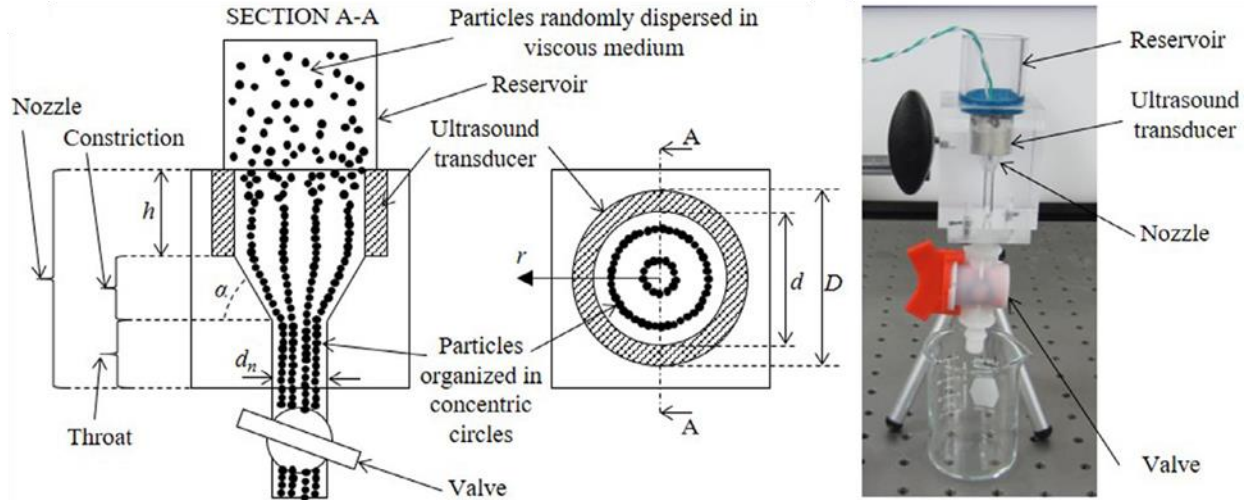 SECTION A-A
Particles randomly dispersed in
viscous medium
Reservoir
Nozzle
Constriction
Ultrasound
transducer
h
α
d_n
Throat
Particles
organized in
concentric
circles
Valve
A
r
d
D
A
Reservoir
Ultrasound
transducer
Nozzle
Valve